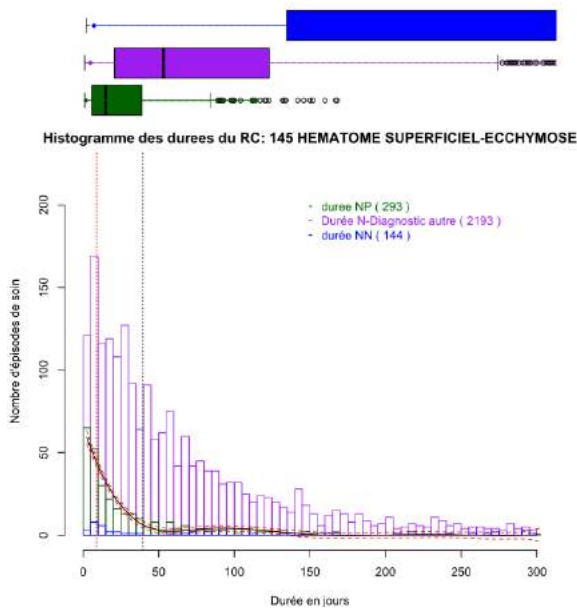 Histogramme des durees du RC: 145 HEMATOME SUPERFICIEL-ECCHYMOSE
duree NP ( 293 )
Durée N-Diagnostic autre ( 2193 )
durée NN ( 144 )
Nombre d'épisodes de soin
200
150
100
50
0
0 50 100 150 200 250 300
Durée en jours